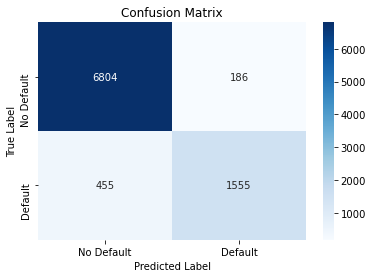 Confusion Matrix
True Label
No Default
6804
186
Default
455
1555
No Default
Default
Predicted Label
6000
5000
4000
3000
2000
1000